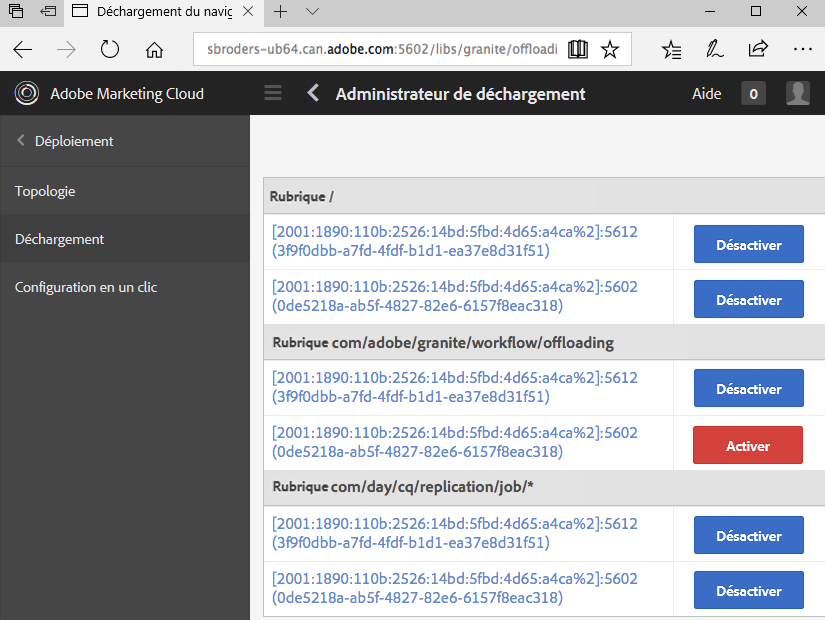 Déchargement du navig
sbroders-ub64.can.adobe.com:5602/libs/granite/offloadi
Adobe Marketing Cloud
Administrateur de déchargement
Aide
0
Déploiement
Topologie
Déchargement
Configuration en un clic
Rubrique /
[2001:1890:110b:2526:14bd:5fbd:4d65:a4ca%2]:5612
(3f9f0dbb-a7fd-4fdf-b1d1-ea37e8d31f51)
Désactiver
[2001:1890:110b:2526:14bd:5fbd:4d65:a4ca%2]:5602
(0de5218a-ab5f-4827-82e6-6157f8eac318)
Désactiver
Rubrique com/adobe/granite/workflow/offloading
[2001:1890:110b:2526:14bd:5fbd:4d65:a4ca%2]:5612
(3f9f0dbb-a7fd-4fdf-b1d1-ea37e8d31f51)
Désactiver
[2001:1890:110b:2526:14bd:5fbd:4d65:a4ca%2]:5602
(0de5218a-ab5f-4827-82e6-6157f8eac318)
Activer
Rubrique com/day/cq/replication/job/*
[2001:1890:110b:2526:14bd:5fbd:4d65:a4ca%2]:5612
(3f9f0dbb-a7fd-4fdf-b1d1-ea37e8d31f51)
Désactiver
[2001:1890:110b:2526:14bd:5fbd:4d65:a4ca%2]:5602
(0de5218a-ab5f-4827-82e6-6157f8eac318)
Désactiver